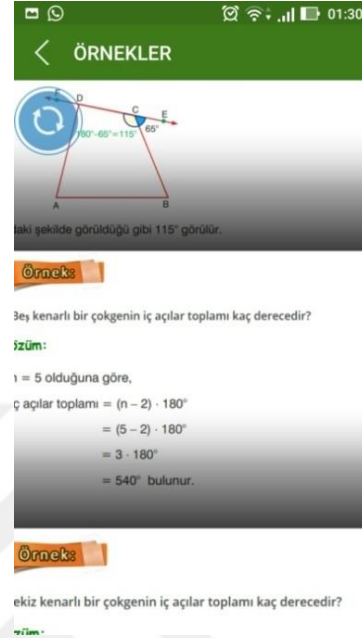 01:30
ÖRNEKLER
D
C
E
65°
180°-65°=115°
A
B
daki şekilde görüldüğü gibi 115° görülür.
Örnek:
Beş kenarlı bir çokgenin iç açılar toplamı kaç derecedir?
özüm:
n = 5 olduğuna göre,
ç açılar toplamı = (n – 2) · 180°
= (5 – 2) · 180°
= 3 · 180°
= 540° bulunur.
Örnek:
ekiz kenarlı bir çokgenin iç açılar toplamı kaç derecedir?
züm: